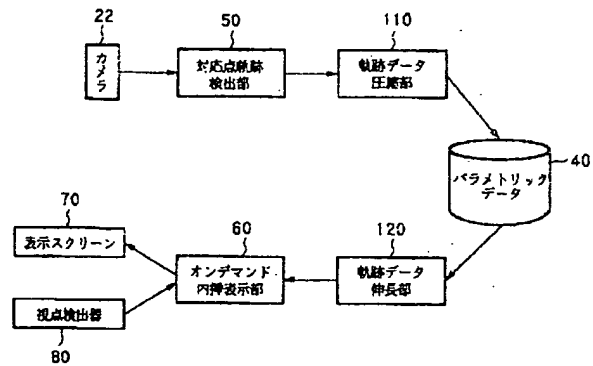 22
50
110
カメラ
対応点軌跡
検出部
軌跡データ
圧縮部
パラメトリック
データ
40
70
60
120
表示スクリーン
オンデマンド
内挿表示部
軌跡データ
伸長部
視点検出器
80